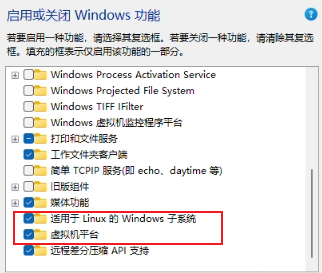 启用或关闭 Windows 功能
若要启用一种功能，请选择其复选框。若要关闭一种功能，请清除其复选框。填充的框表示仅启用该功能的一部分。
Windows Process Activation Service
Windows Projected File System
Windows TIFF IFilter
Windows 虚拟机监控程序平台
打印和文件服务
工作文件夹客户端
简单 TCPIP 服务(即 echo、daytime 等)
旧版组件
媒体功能
适用于 Linux 的 Windows 子系统
虚拟机平台
远程差分压缩 API 支持